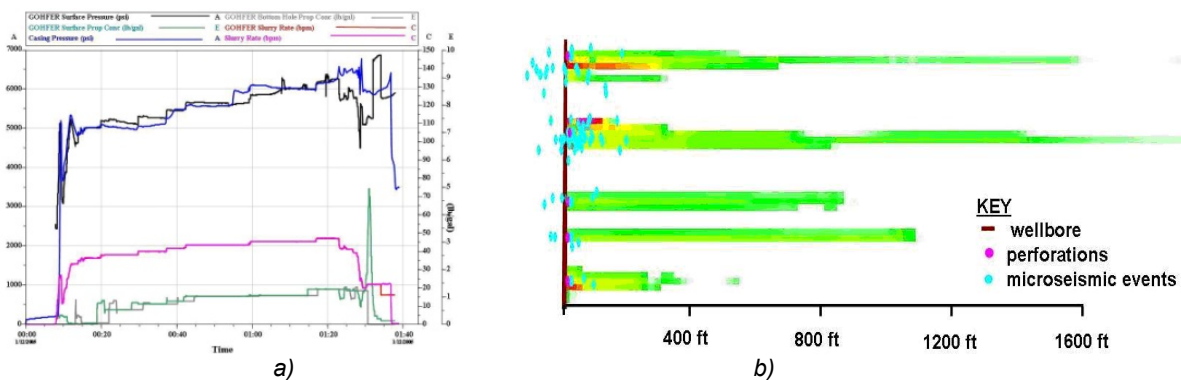 GOHFER Surface Pressure (psi) A GOHFER Bottom Hole Prop Conc (lb/gal) E
GOHFER Surface Prop Conc (lb/gal) E GOHFER Slurry Rate (bpm) C
Casing Pressure (psi) A Slurry Rate (bpm) C
A C E
7000 150 10
6000
5000
4000
3000
2000
1000
0
140
9
130
120
8
110
7
100
90
80
70
60
50
40
30
20
10
0
5
3
2
1
0
(lb/gal)
00:00 00:20 00:40 01:00 01:20 01:40
Time
a)
KEY
wellbore
perforations
microseismic events
400 ft 800 ft 1200 ft 1600 ft
b)